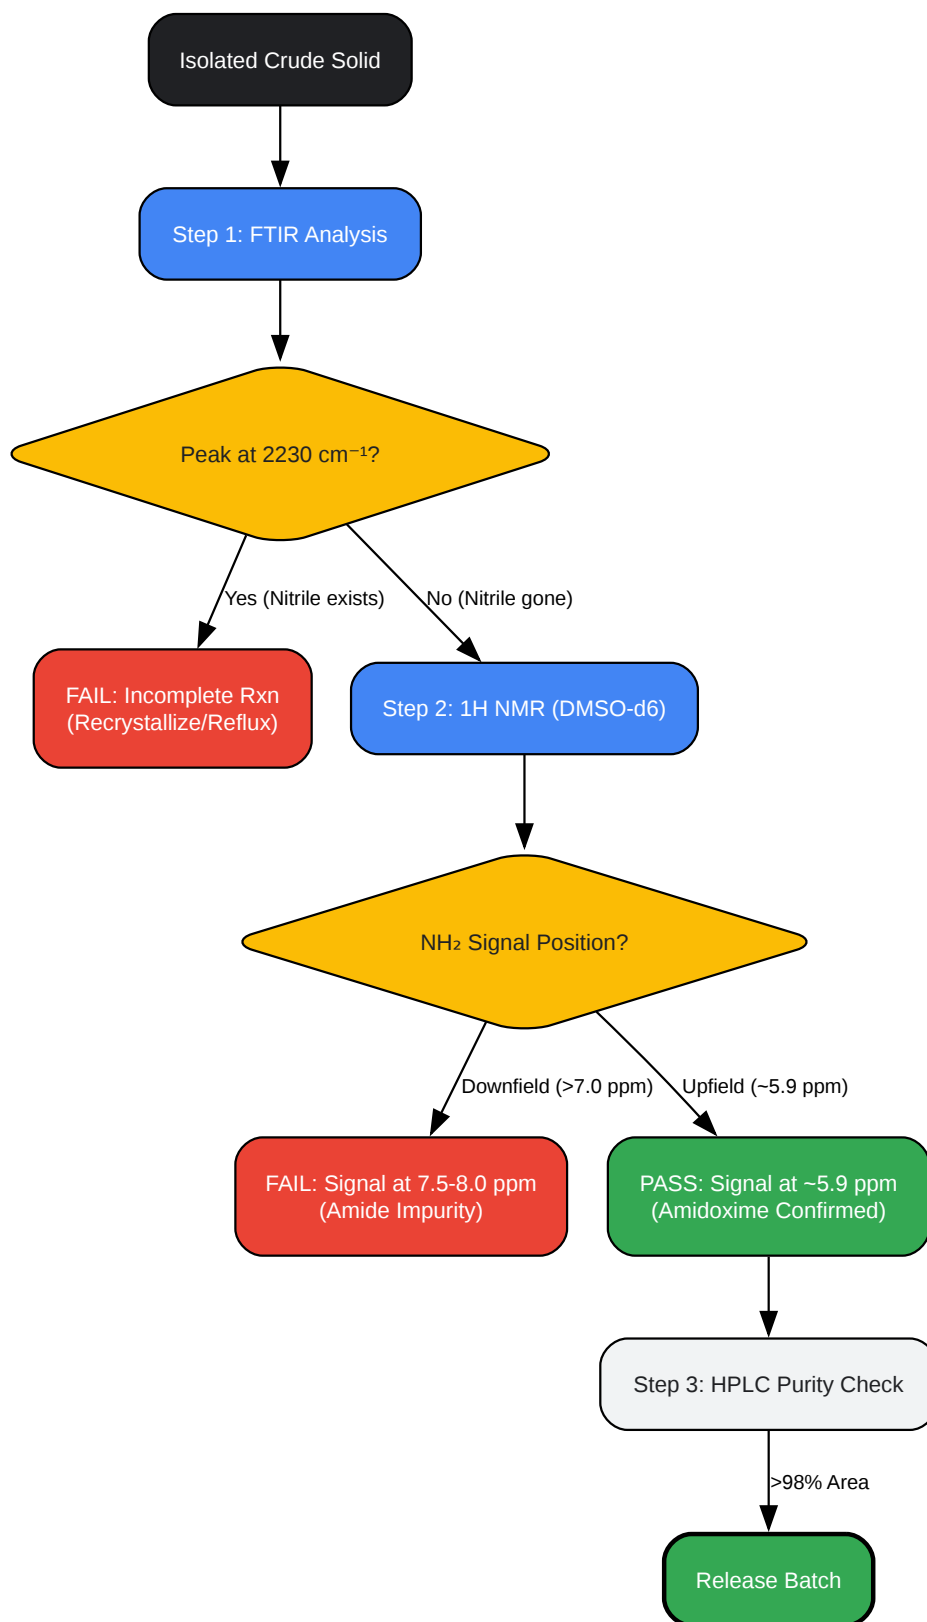 Isolated Crude Solid
Step 1: FTIR Analysis
Peak at 2230 cm⁻¹?
Yes (Nitrile exists)
No (Nitrile gone)
FAIL: Incomplete Rxn
(Recrystallize/Reflux)
Step 2: 1H NMR (DMSO-d6)
NH₂ Signal Position?
Downfield (>7.0 ppm)
Upfield (~5.9 ppm)
FAIL: Signal at 7.5-8.0 ppm
(Amide Impurity)
PASS: Signal at ~5.9 ppm
(Amidoxime Confirmed)
Step 3: HPLC Purity Check
>98% Area
Release Batch